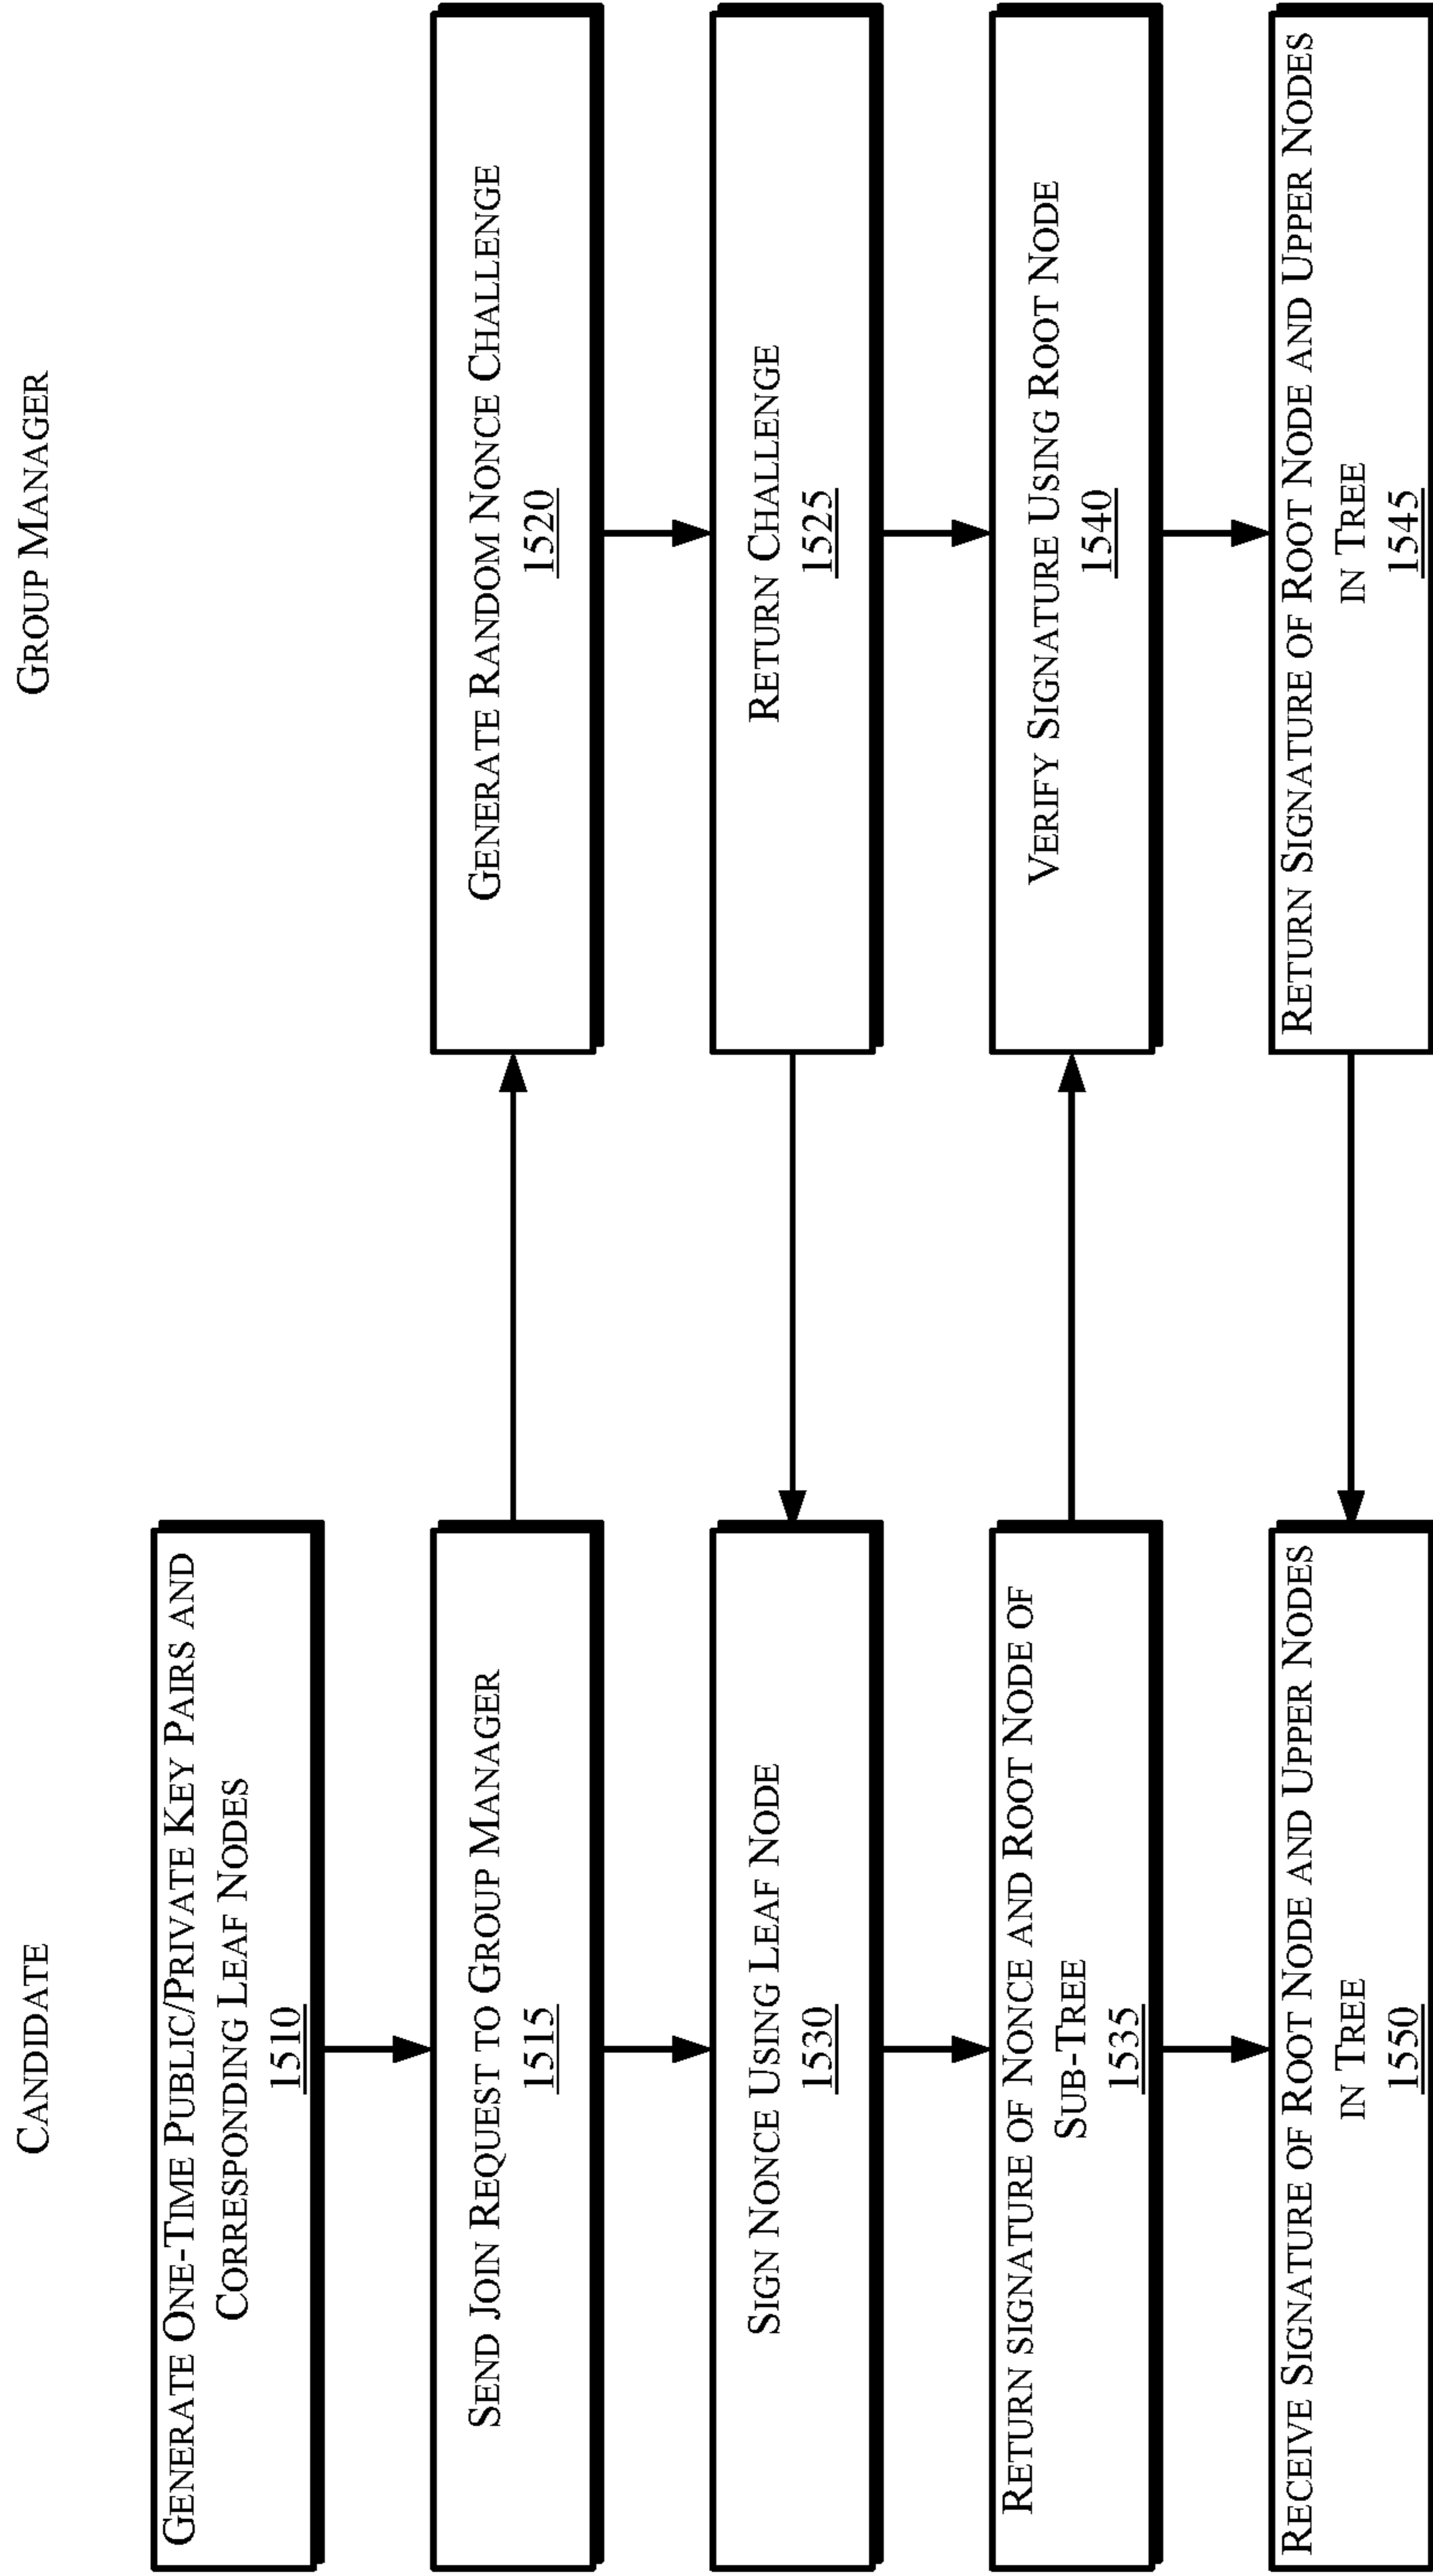 CANDIDATE
GROUP MANAGER
GENERATE ONE-TIME PUBLIC/PRIVATE KEY PAIRS AND
CORRESPONDING LEAF NODES
1510
SEND JOIN REQUEST TO GROUP MANAGER
1515
GENERATE RANDOM NONCE CHALLENGE
1520
SIGN NONCE USING LEAF NODE
1530
RETURN CHALLENGE
1525
RETURN SIGNATURE OF NONCE AND ROOT NODE OF
SUB-TREE
1535
VERIFY SIGNATURE USING ROOT NODE
1540
RECEIVE SIGNATURE OF ROOT NODE AND UPPER NODES
IN TREE
1550
RETURN SIGNATURE OF ROOT NODE AND UPPER NODES
IN TREE
1545